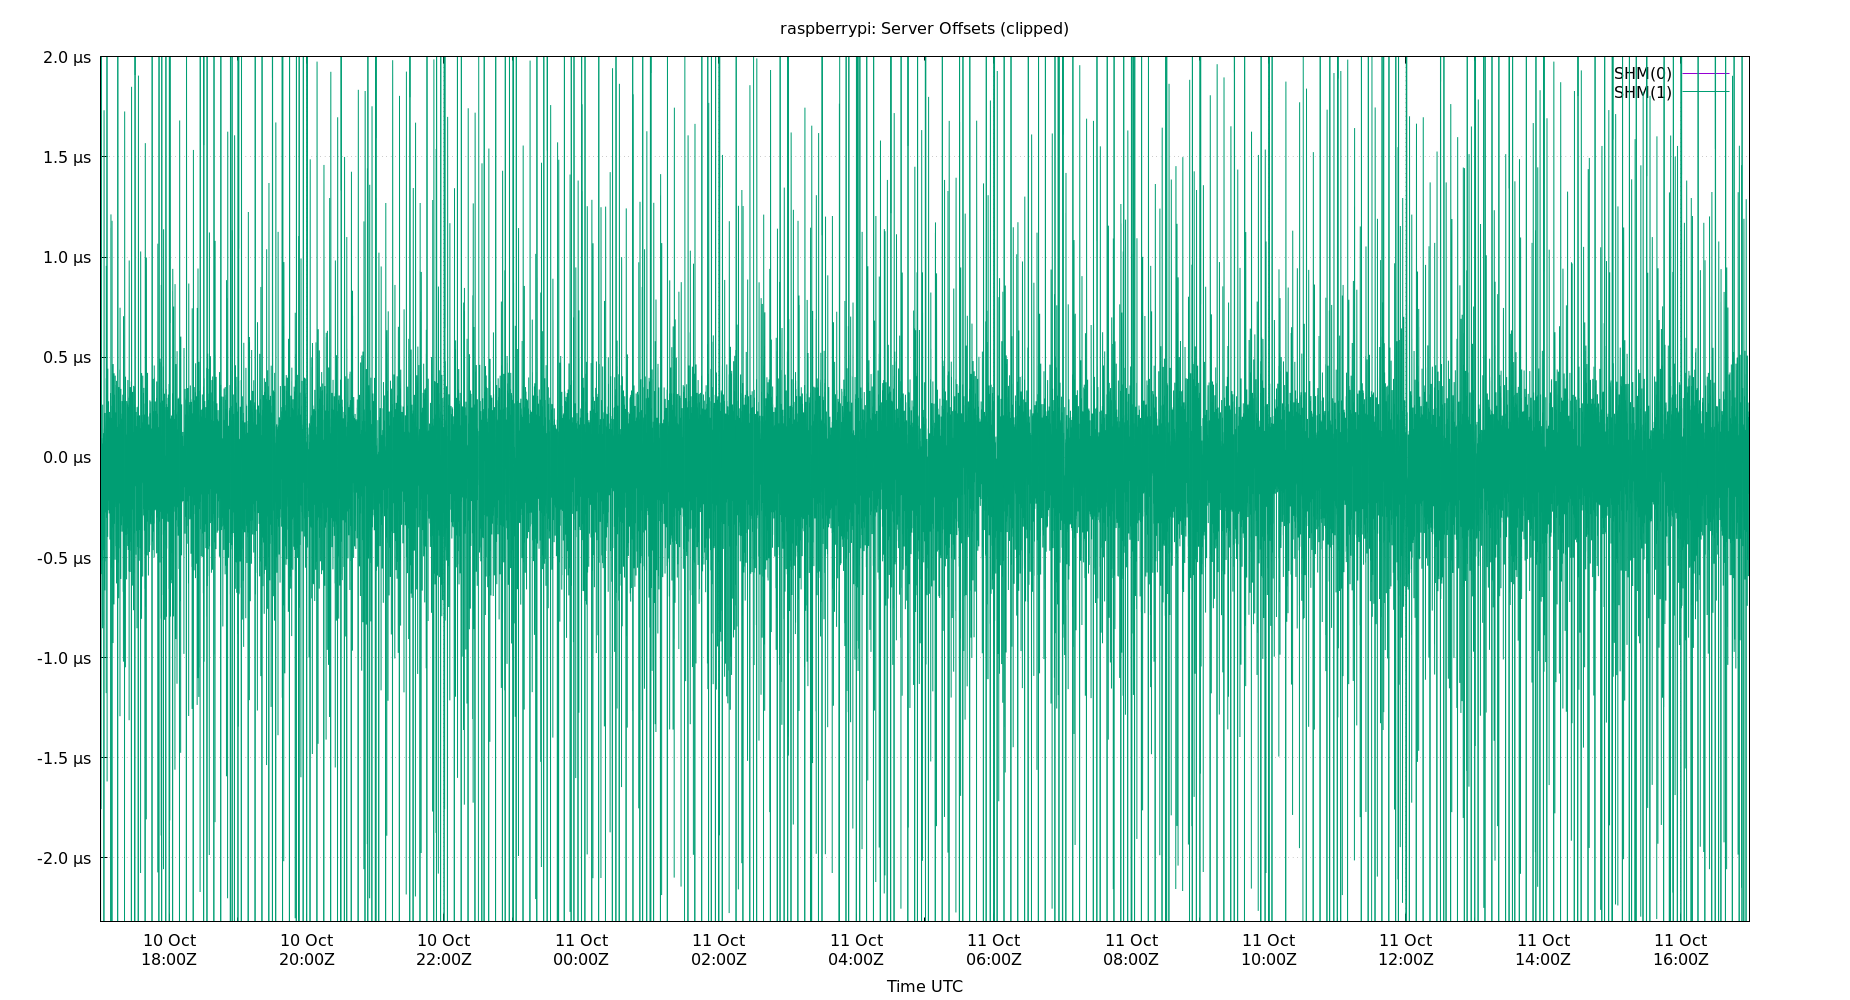 raspberrypi: Server Offsets (clipped)
2.0 µs
1.5 µs
1.0 µs
0.5 µs
0.0 µs
-0.5 µs
-1.0 µs
-1.5 µs
-2.0 µs
SHM(0)
SHM(1)
10 Oct 10 Oct 10 Oct 11 Oct 11 Oct 11 Oct 11 Oct 11 Oct 11 Oct 11 Oct 11 Oct 11 Oct
18:00Z 20:00Z 22:00Z 00:00Z 02:00Z 04:00Z 06:00Z 08:00Z 10:00Z 12:00Z 14:00Z 16:00Z
Time UTC